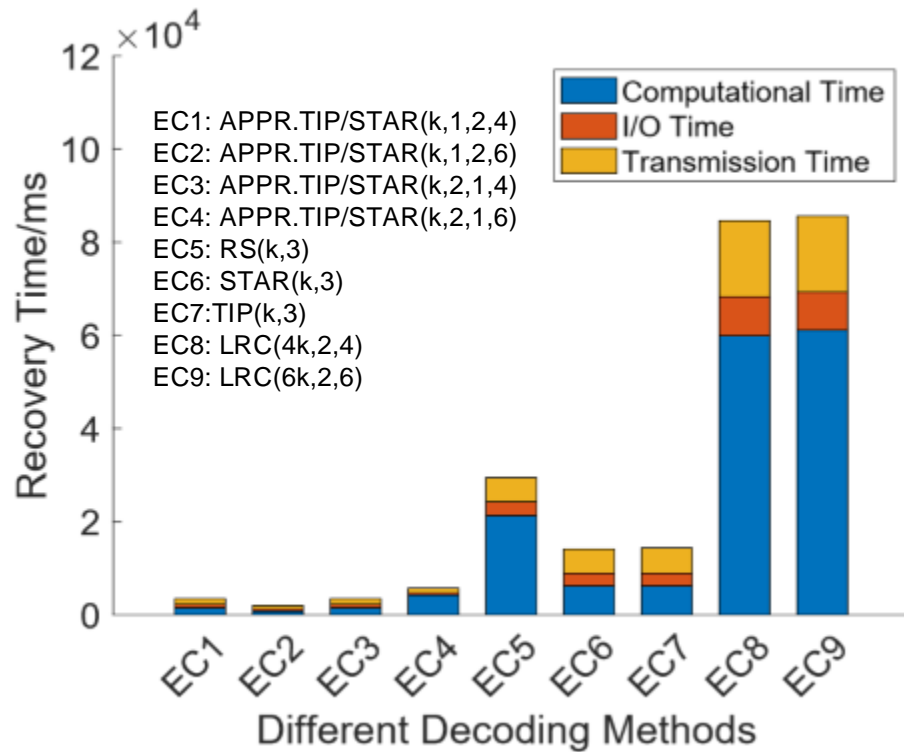 ×10⁴
12
10
8
6
4
2
0
Recovery Time/ms
Computational Time
I/O Time
Transmission Time
EC1: APPR.TIP/STAR(k,1,2,4)
EC2: APPR.TIP/STAR(k,1,2,6)
EC3: APPR.TIP/STAR(k,2,1,4)
EC4: APPR.TIP/STAR(k,2,1,6)
EC5: RS(k,3)
EC6: STAR(k,3)
EC7:TIP(k,3)
EC8: LRC(4k,2,4)
EC9: LRC(6k,2,6)
EC1 EC2 EC3 EC4 EC5 EC6 EC7 EC8 EC9
Different Decoding Methods